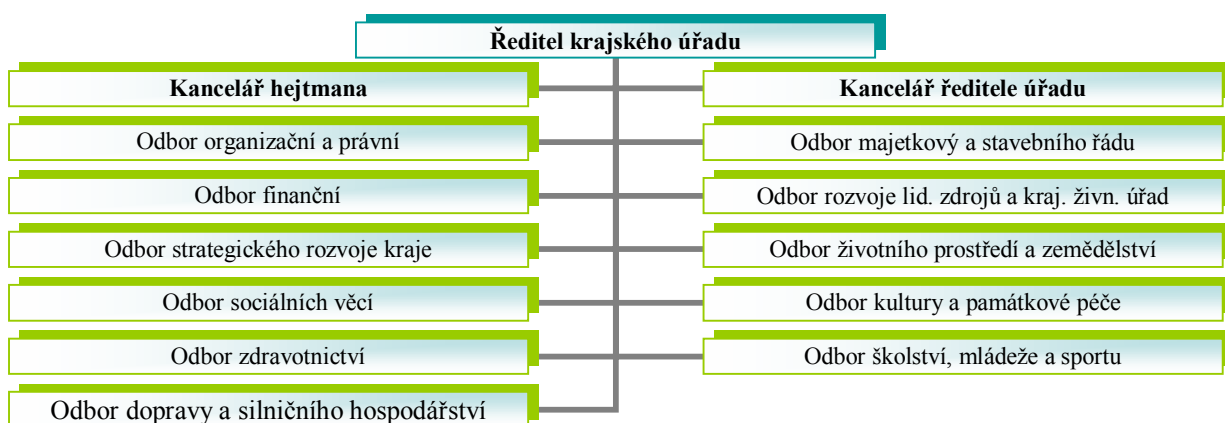 Ředitel krajského úřadu
Kancelář hejtmana
Kancelář ředitele úřadu
Odbor organizační a právní
Odbor majetkový a stavebního řádu
Odbor finanční
Odbor rozvoje lid. zdrojů a kraj. živn. úřad
Odbor strategického rozvoje kraje
Odbor životního prostředí a zemědělství
Odbor sociálních věcí
Odbor kultury a památkové péče
Odbor zdravotnictví
Odbor školství, mládeže a sportu
Odbor dopravy a silničního hospodářství